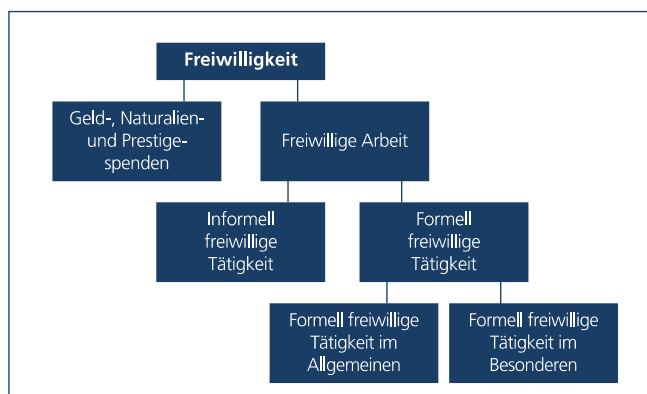 Freiwilligkeit
Geld-, Naturalien-
und Prestige-
spenden
Freiwillige Arbeit
Informell
freiwillige
Tätigkeit
Formell
freiwillige
Tätigkeit
Formell freiwillige
Tätigkeit im
Allgemeinen
Formell freiwillige
Tätigkeit im
Besonderen